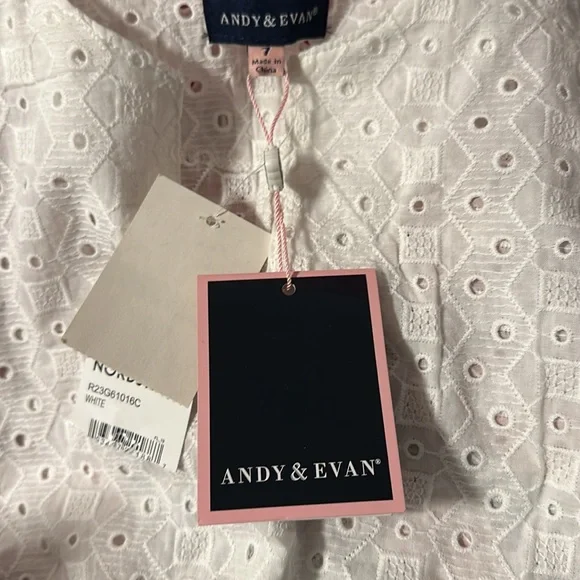 ANDY & EVAN®
7
Made in
China
R23G61016C
WHITE
ANDY & EVAN®